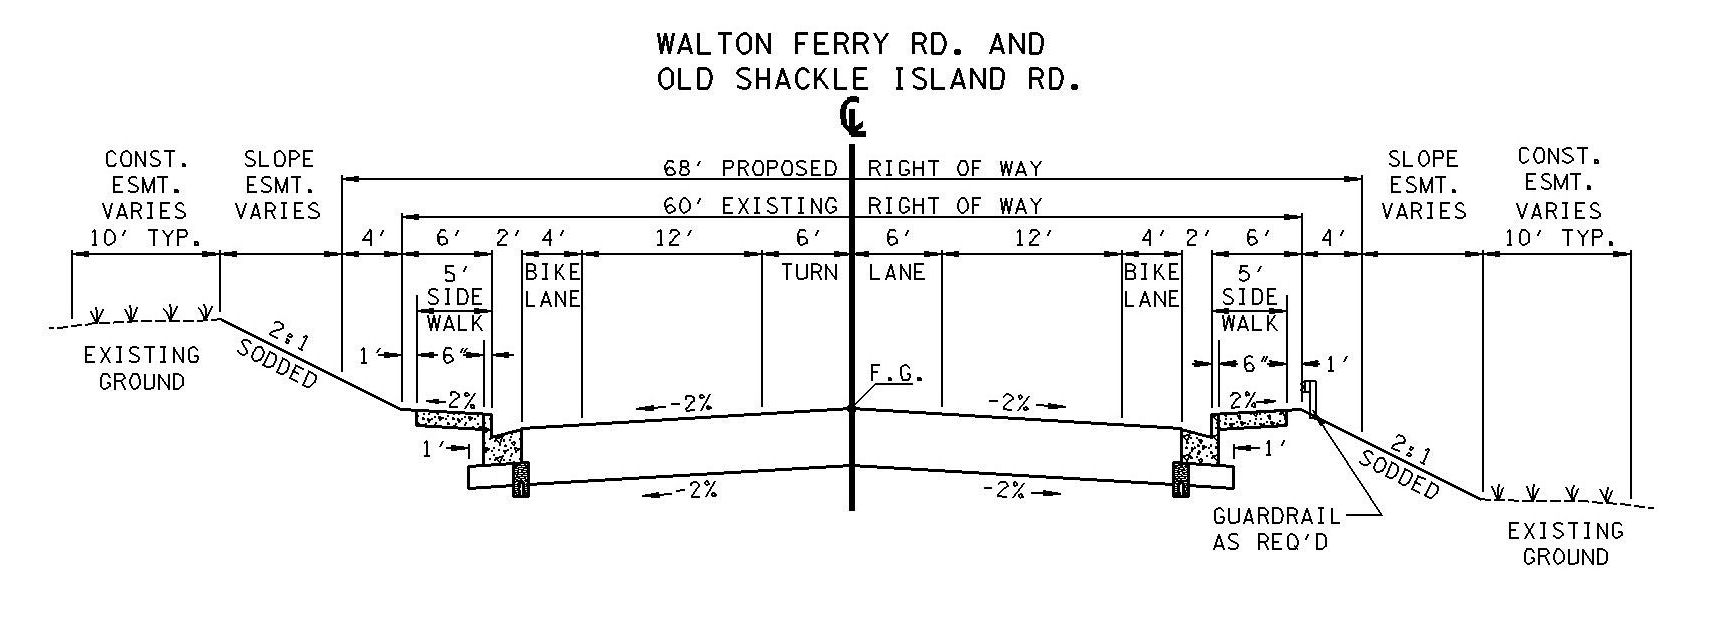 WALTON FERRY RD. AND
OLD SHACKLE ISLAND RD.
CL
CONST.
ESMT.
VARIES
10' TYP.
SLOPE
ESMT.
VARIES
68' PROPOSED RIGHT OF WAY
60' EXISTING RIGHT OF WAY
SLOPE
ESMT.
VARIES
CONST.
ESMT.
VARIES
10' TYP.
4' 6' 2' 4' 12' 6' 6' 12' 4' 2' 6' 4'
5'
SIDE
WALK
BIKE
LANE
TURN LANE
BIKE
LANE
5'
SIDE
WALK
EXISTING
GROUND
2:1
SODDED
1' 6"
6" 1'
F.G.
2% -2% -2% 2%
1' 1'
-2% -2%
2:1
SODDED
GUARDRAIL
AS REQ'D
EXISTING
GROUND